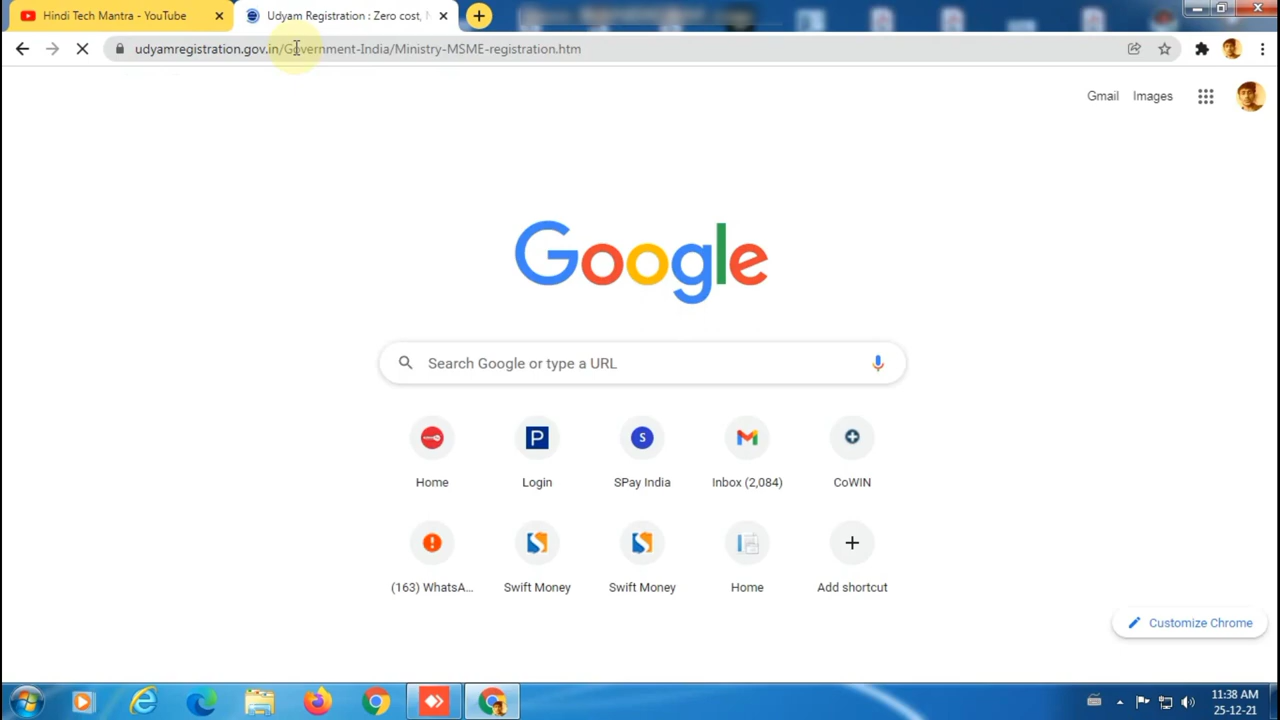 Hindi Tech Mantra - YouTube
Udyam Registration : Zero cost,
udyamregistration.gov.in/Government-India/Ministry-MSME-registration.htm
Gmail Images
Google
Search Google or type a URL
P S
Home Login SPay India Inbox (2,084) CoWIN
(163) WhatsA... Swift Money Swift Money Home Add shortcut
Customize Chrome
11:38 AM
25-12-21